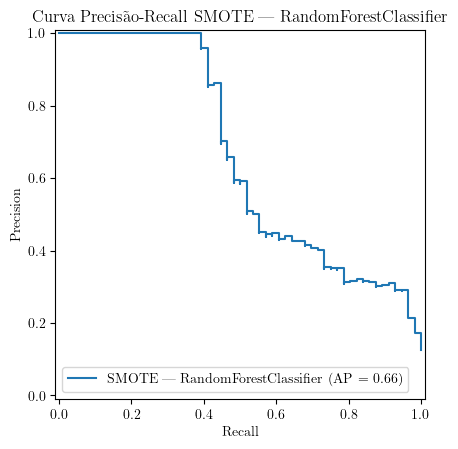 Curva Precisão-Recall SMOTE — RandomForestClassifier
1.0
0.8
0.6
0.4
0.2
0.0
Precision
SMOTE — RandomForestClassifier (AP = 0.66)
0.0 0.2 0.4 0.6 0.8 1.0
Recall